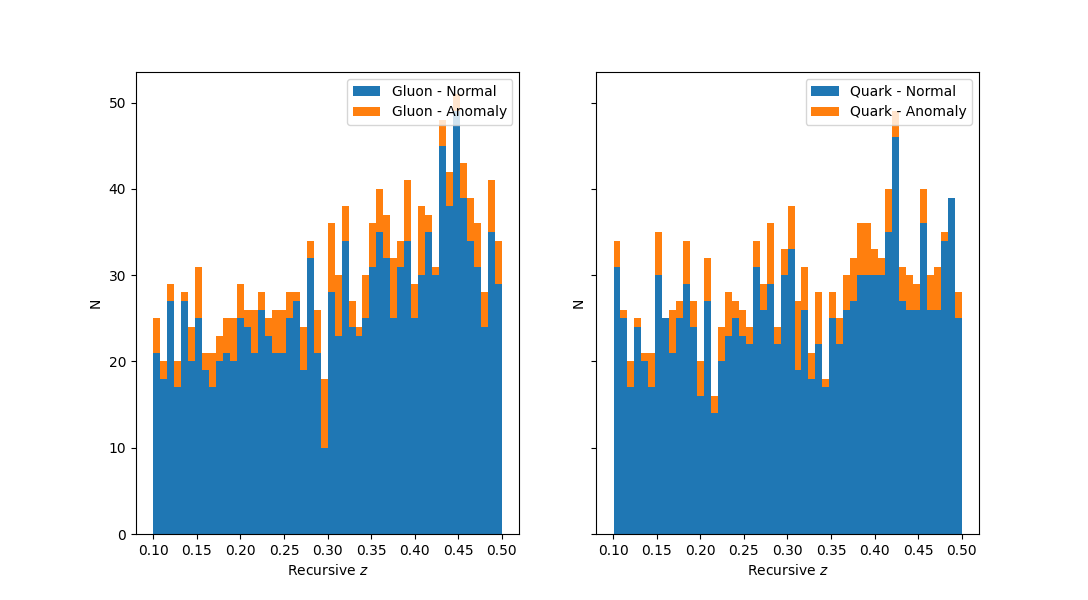 Gluon - Normal
Gluon - Anomaly
50
40
30
20
10
0
N
0.10 0.15 0.20 0.25 0.30 0.35 0.40 0.45 0.50
Recursive z
Quark - Normal
Quark - Anomaly
N
0.10 0.15 0.20 0.25 0.30 0.35 0.40 0.45 0.50
Recursive z